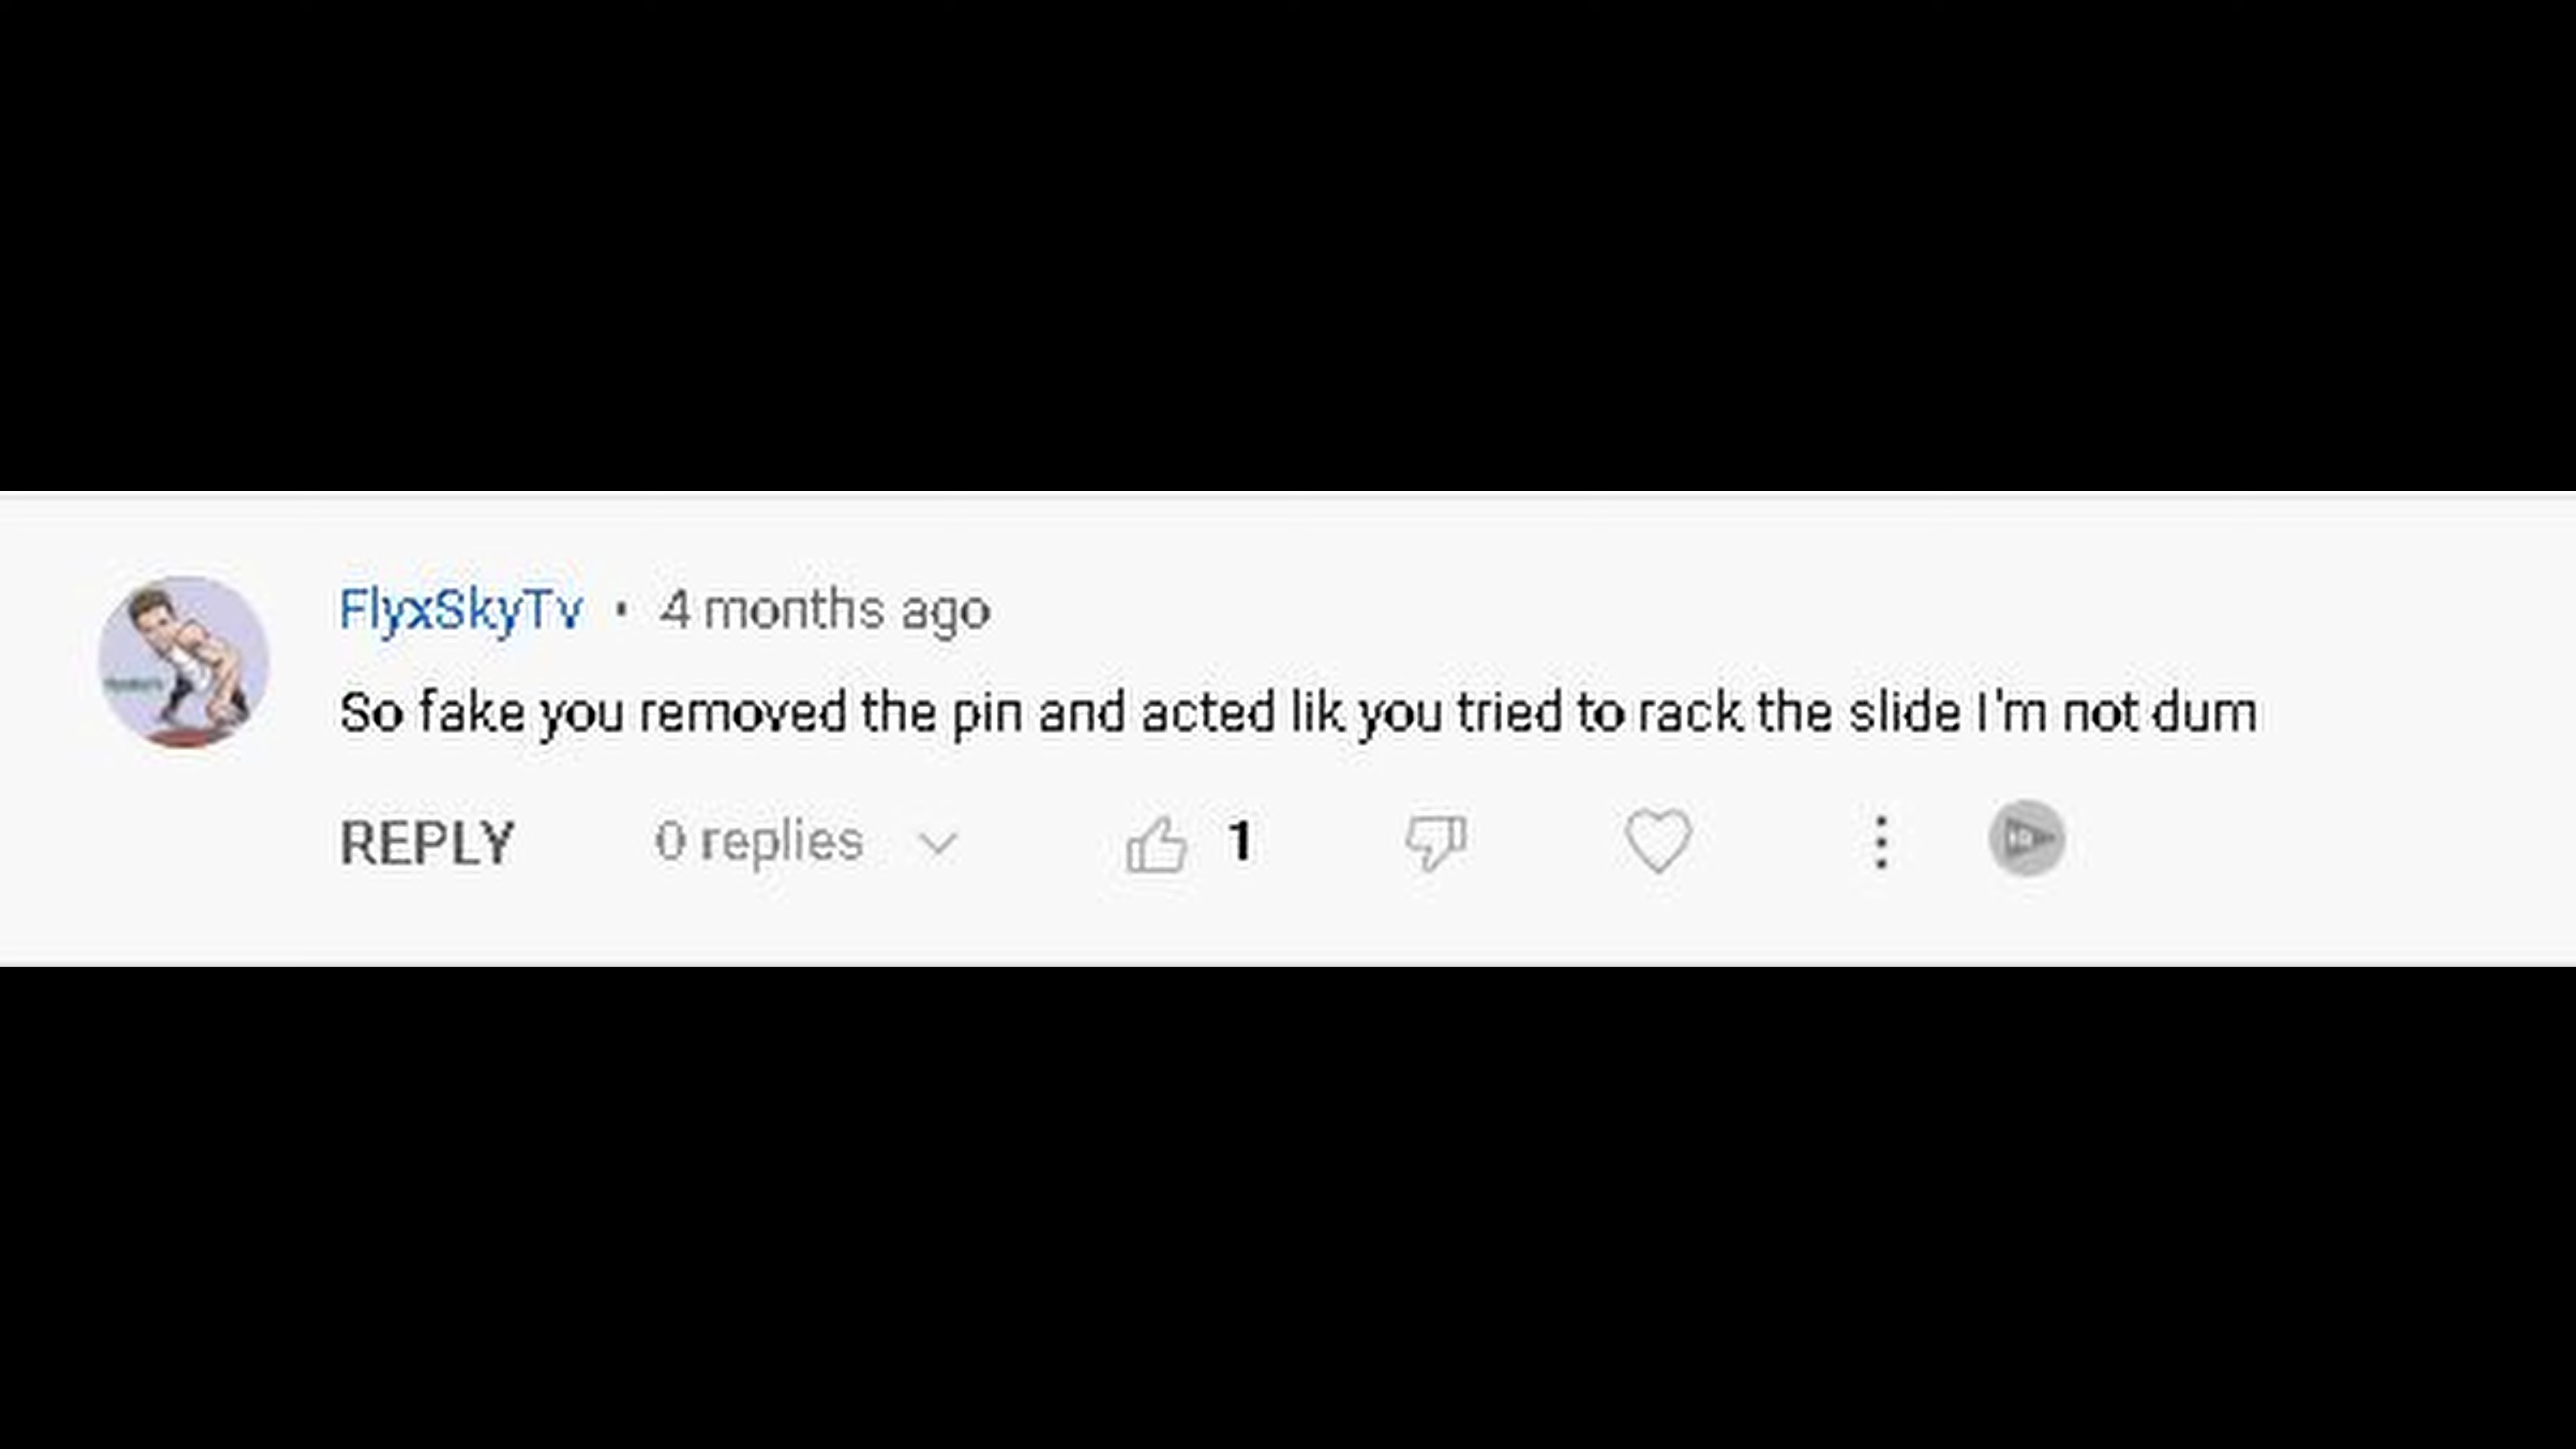 FlyxSkyTv · 4 months ago
So fake you removed the pin and acted lik you tried to rack the slide I'm not dum
REPLY 0 replies 1